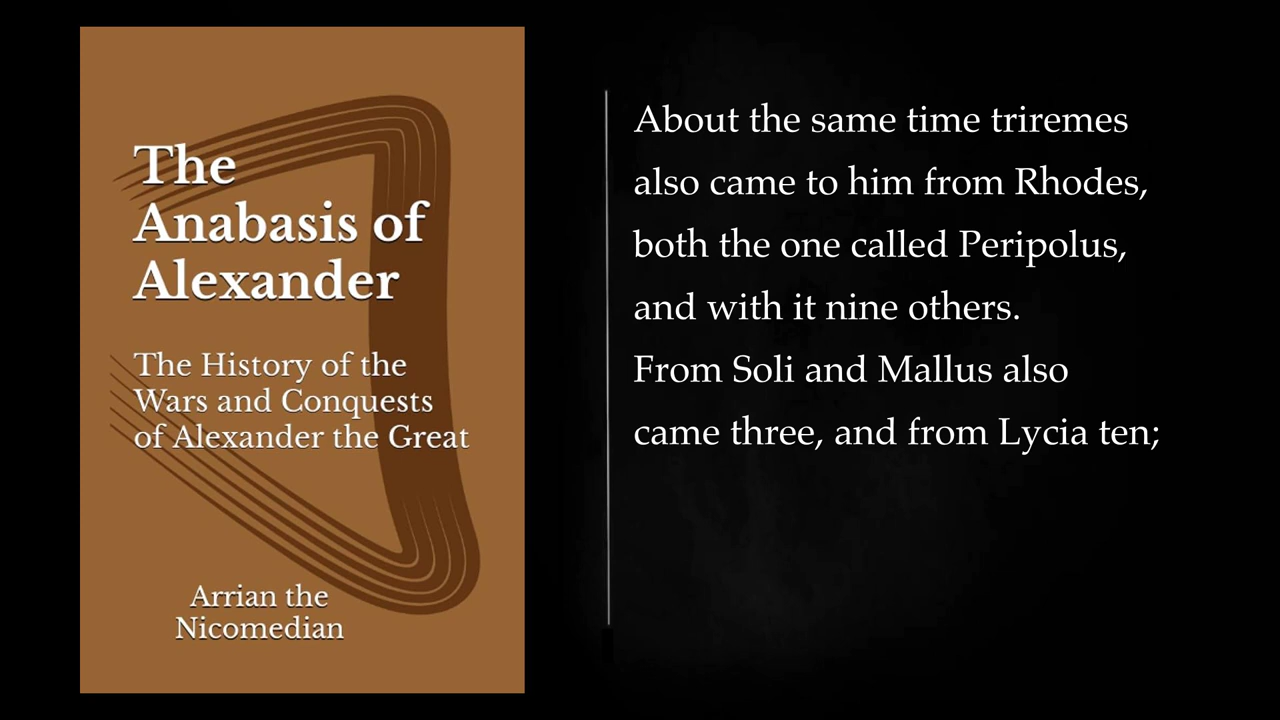 The
Anabasis of
Alexander
The History of the
Wars and Conquests
of Alexander the Great
Arrian the
Nicomedian
About the same time triremes
also came to him from Rhodes,
both the one called Peripolus,
and with it nine others.
From Soli and Mallus also
came three, and from Lycia ten;